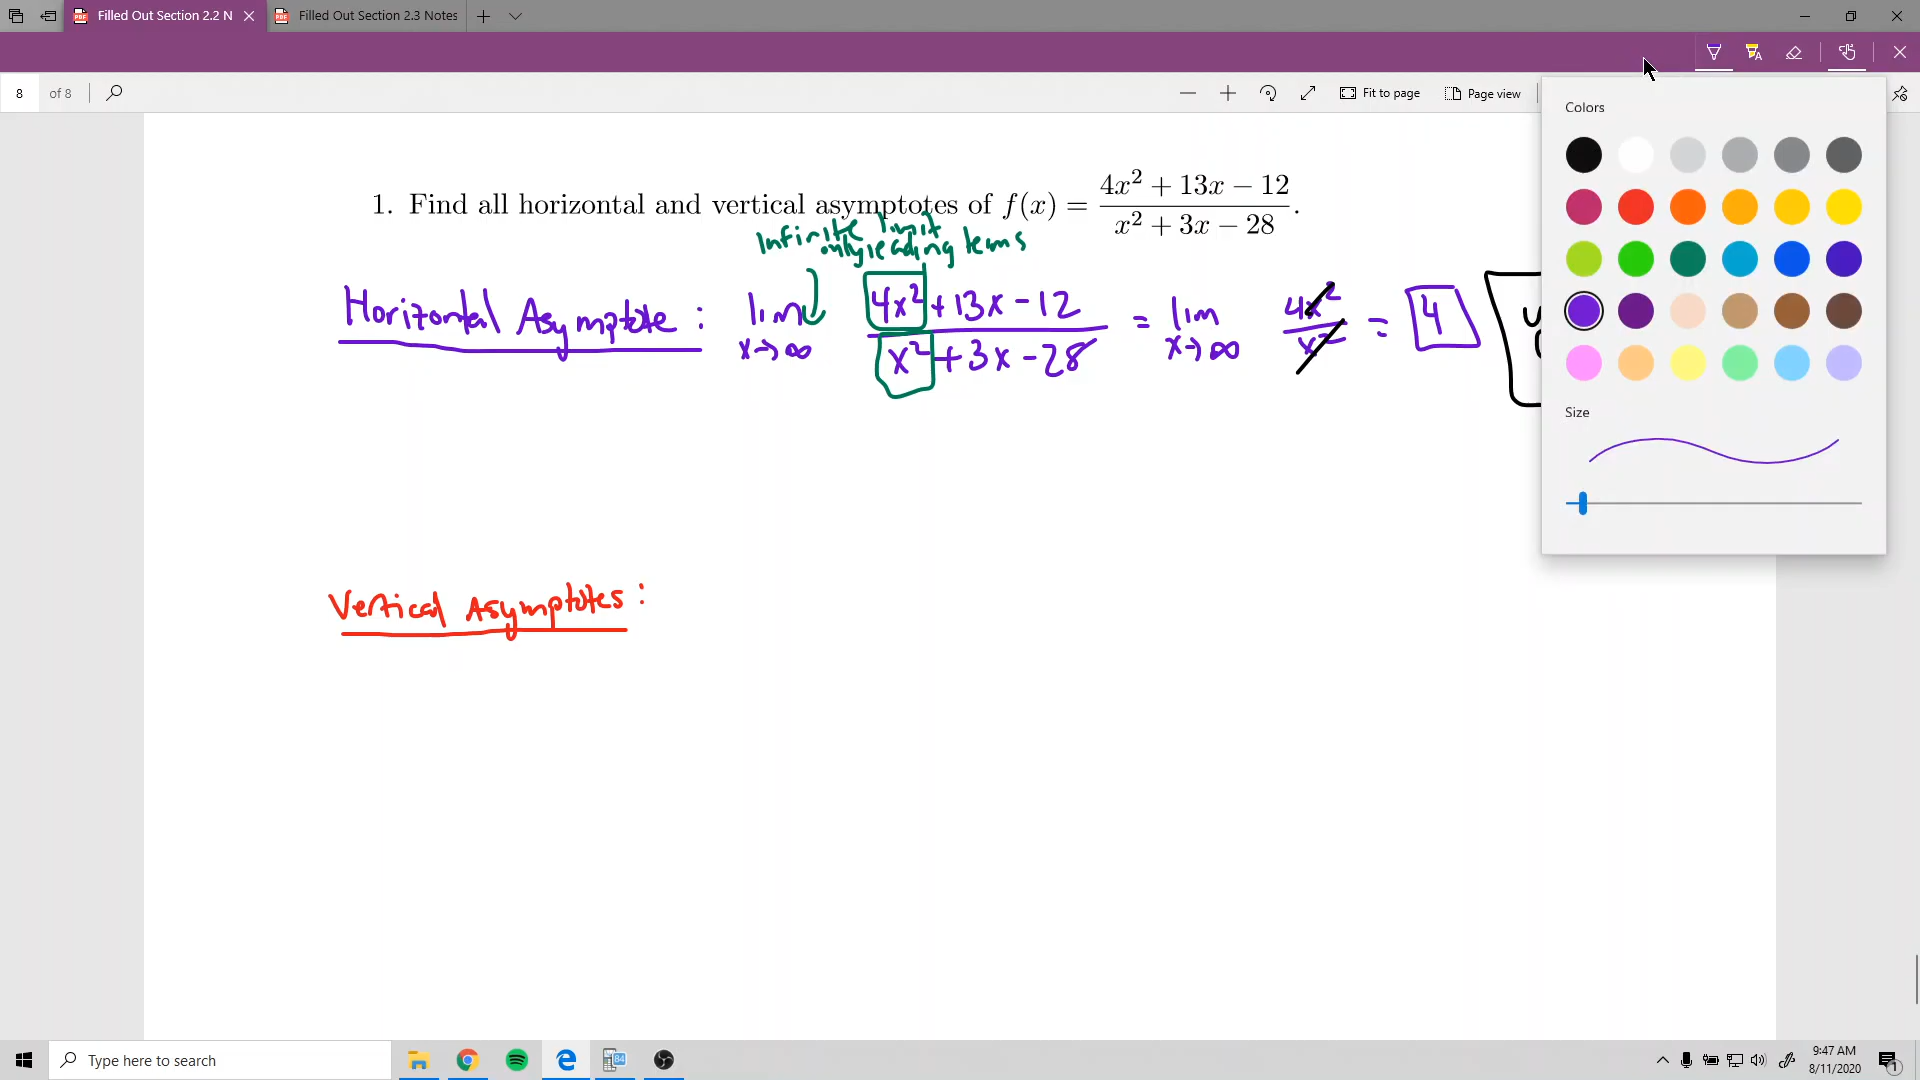 Filled Out Section 2.2 N
Filled Out Section 2.3 Notes
8 of 8
Fit to page
Page view
Colors
Size
1. Find all horizontal and vertical asymptotes of f(x) = (4x² + 13x − 12)/(x² + 3x − 28).
Infinite limit
only leading terms
Horizontal Asymptote: lim x→∞ (4x² + 13x − 12)/(x² + 3x − 28) = lim x→∞ 4x²/x² = 4
Vertical Asymptotes:
Type here to search
84
9:47 AM
8/11/2020
1